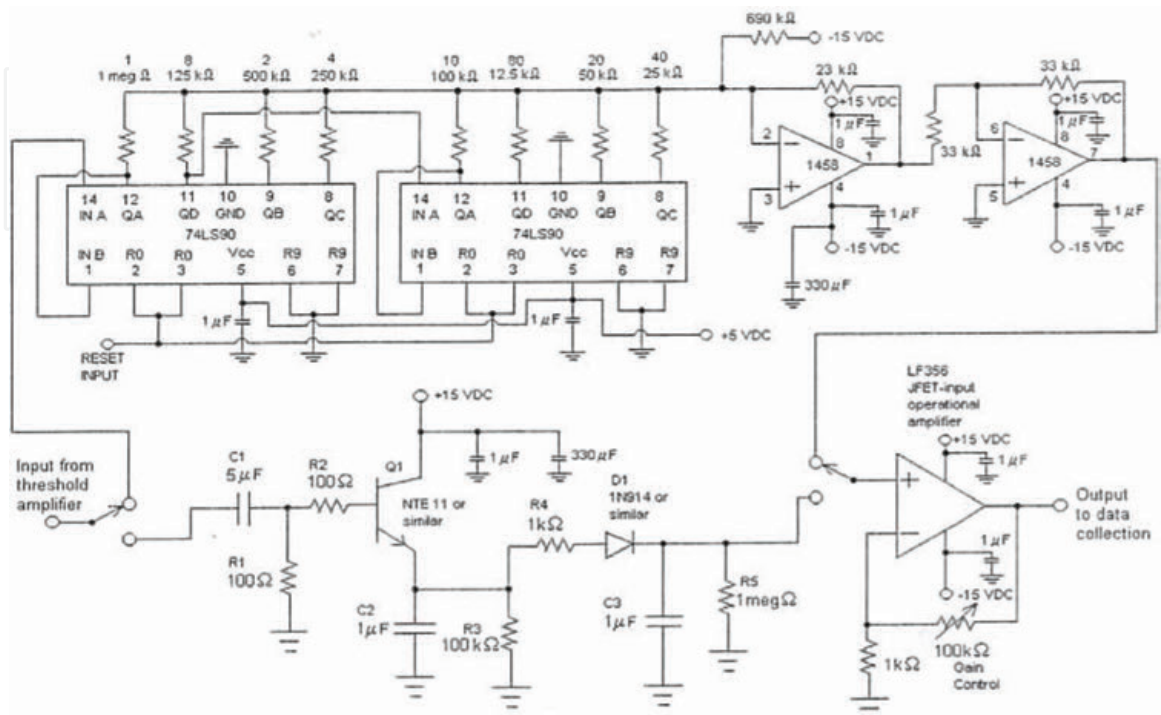 690 kΩ
-15 VDC
1 8 2 4 10 80 20 40
1 meg Ω 125 kΩ 500 kΩ 250 kΩ 100 kΩ 12.5 kΩ 50 kΩ 25 kΩ
23 kΩ
33 kΩ
+15 VDC
+15 VDC
1 µF
1 µF
2
8
1458
1
3
+
4
33 kΩ
6
8
1458
7
5
+
4
1 µF
1 µF
-15 VDC
-15 VDC
330 µF
14 12 11 10 9 8
IN A QA QD GND QB QC
74LS90
IN B R0 R0 Vcc R9 R9
1 2 3 5 6 7
14 12 11 10 9 8
IN A QA QD GND QB QC
74LS90
IN B R0 R0 Vcc R9 R9
1 2 3 5 6 7
1 µF
1 µF
+5 VDC
RESET
INPUT
LF356
JFET-input
operational
amplifier
+15 VDC
1 µF
+15 VDC
1 µF
330 µF
Input from
threshold
amplifier
C1
5 µF
R2
100Ω
Q1
NTE 11 or
similar
R4
1kΩ
D1
1N914 or
similar
+
Output
to data
collection
1 µF
-15 VDC
R1
100Ω
C2
1µF
R3
100kΩ
C3
1µF
R5
1megΩ
1kΩ
100kΩ
Gain
Control